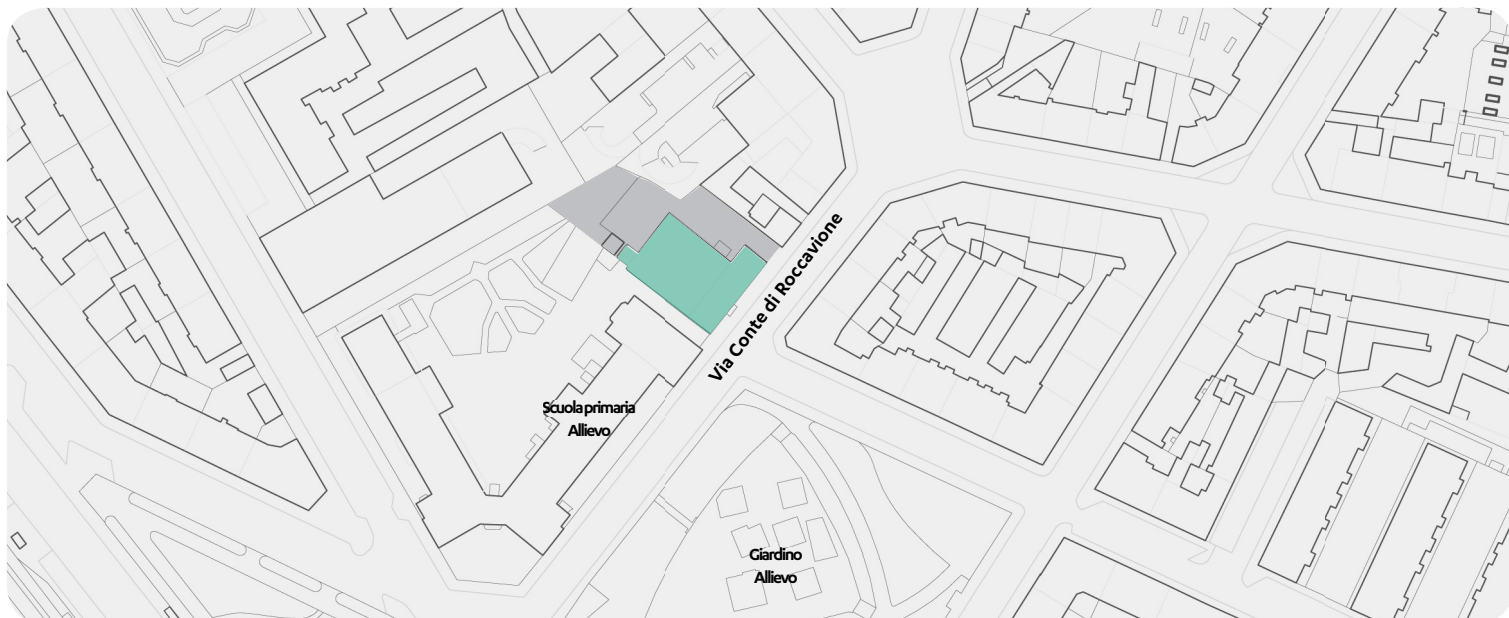 Via Conte di Roccavione
Scuola primaria
Allievo
Giardino
Allievo